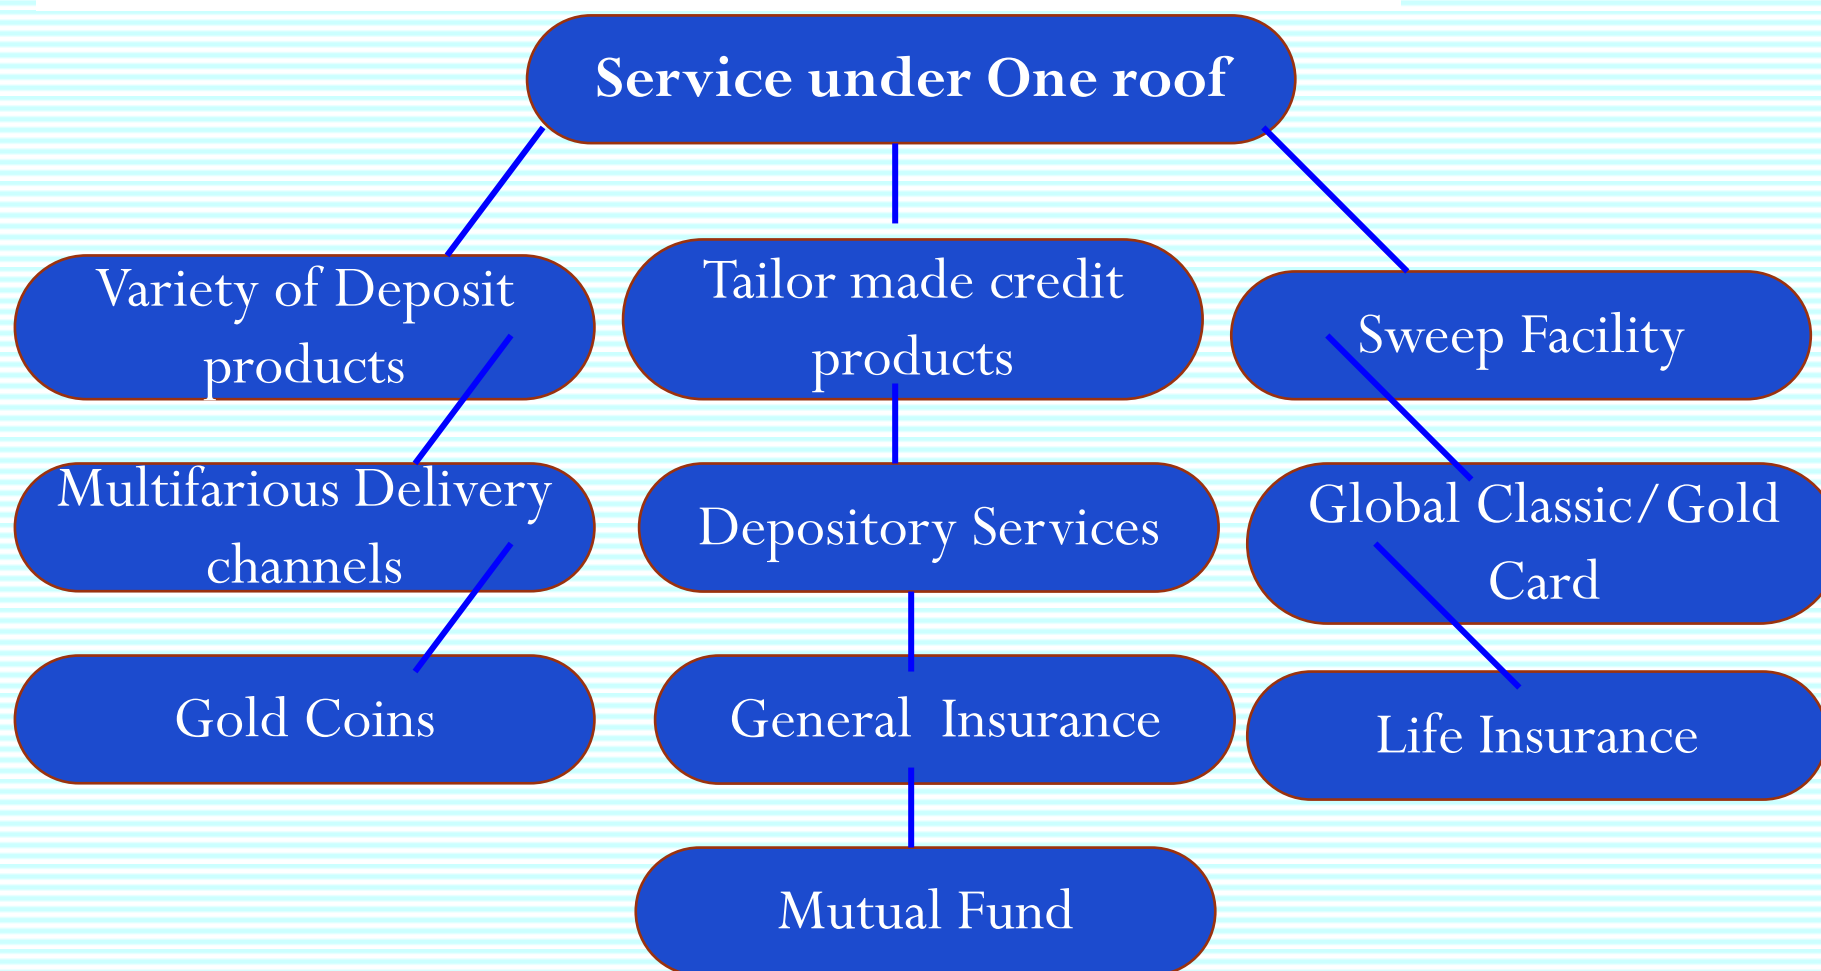 Service under One roof
Variety of Deposit
products
Tailor made credit
products
Sweep Facility
Multifarious Delivery
channels
Depository Services
Global Classic/Gold
Card
Gold Coins
General  Insurance
Life Insurance
Mutual Fund